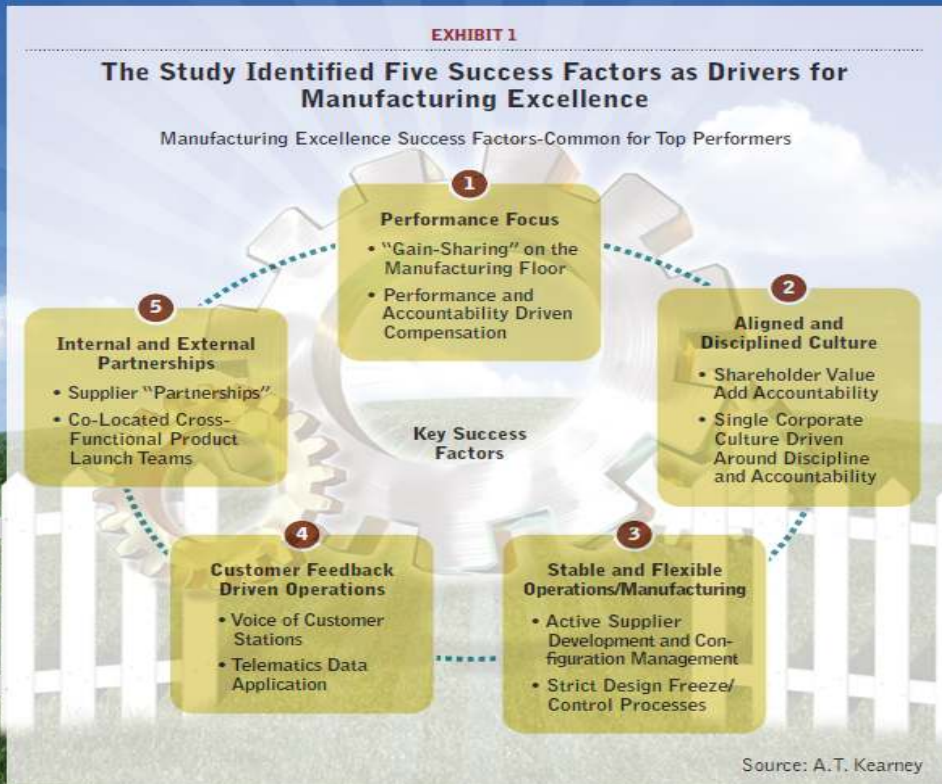 EXHIBIT 1
The Study Identified Five Success Factors as Drivers for
Manufacturing Excellence
Manufacturing Excellence Success Factors-Common for Top Performers
1
Performance Focus
• "Gain-Sharing" on the
Manufacturing Floor
• Performance and
Accountability Driven
Compensation
2
Aligned and
Disciplined Culture
• Shareholder Value
Add Accountability
• Single Corporate
Culture Driven
Around Discipline
and Accountability
3
Stable and Flexible
Operations/Manufacturing
• Active Supplier
Development and Con-
figuration Management
• Strict Design Freeze/
Control Processes
4
Customer Feedback
Driven Operations
• Voice of Customer
Stations
• Telematics Data
Application
5
Internal and External
Partnerships
• Supplier "Partnerships"
• Co-Located Cross-
Functional Product
Launch Teams
Key Success
Factors
Source: A.T. Kearney